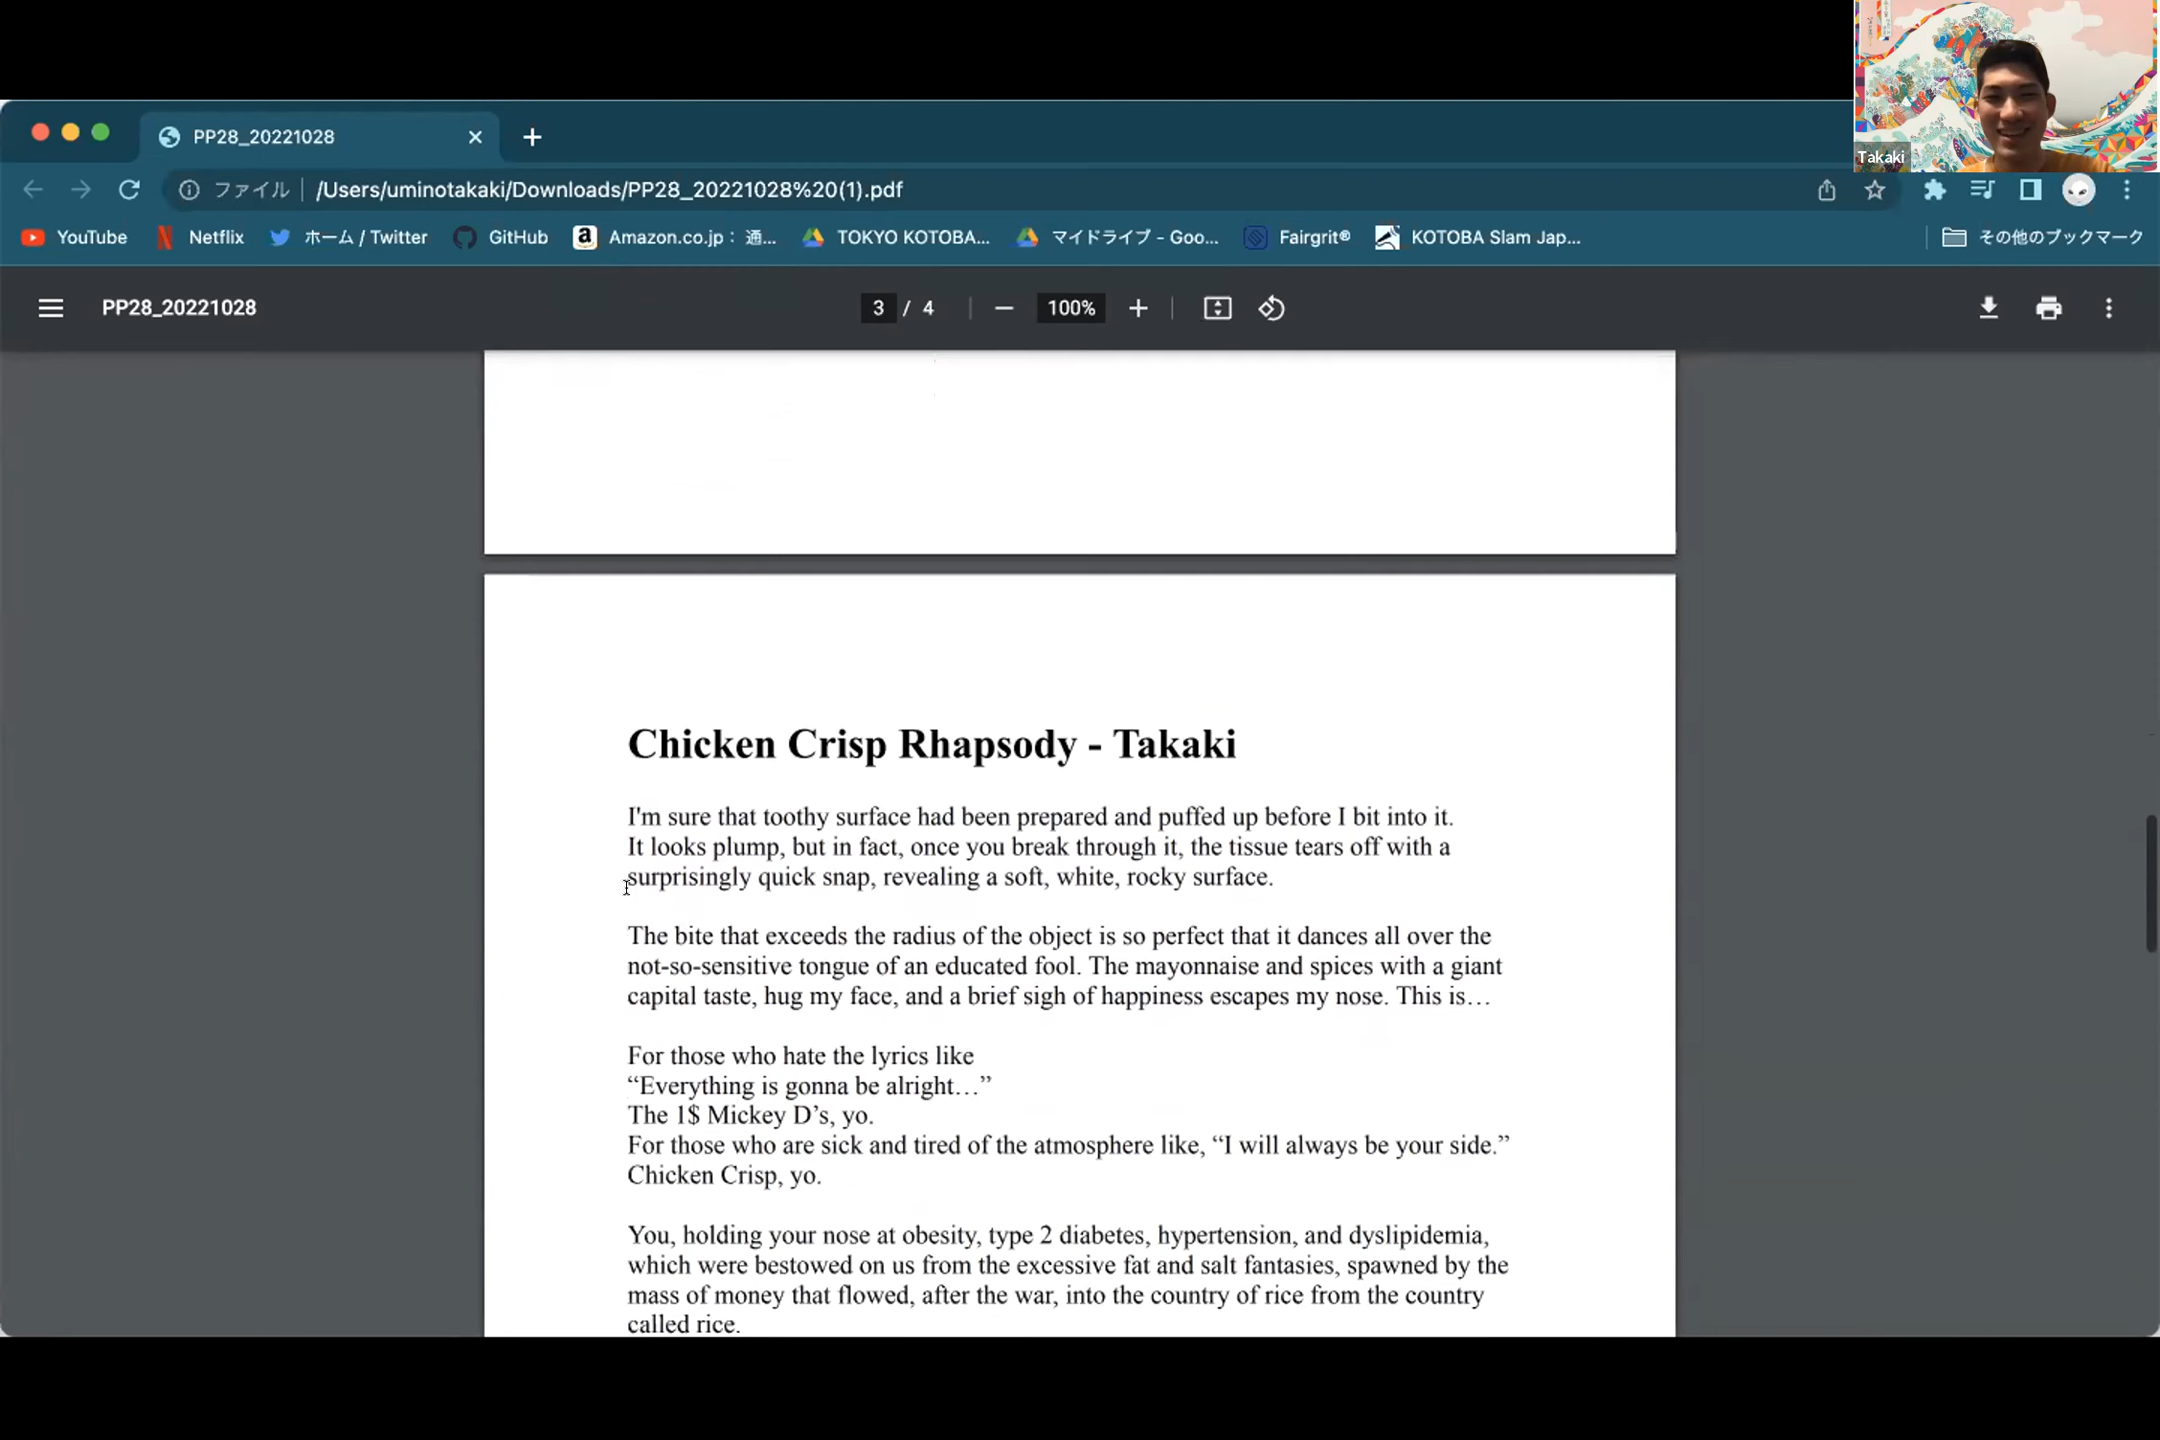 Takaki
PP28_20221028
ファイル /Users/uminotakaki/Downloads/PP28_20221028%20(1).pdf
YouTube Netflix ホーム / Twitter GitHub Amazon.co.jp：通... TOKYO KOTOBA... マイドライブ - Goo... Fairgrit® KOTOBA Slam Jap... その他のブックマーク
PP28_20221028 3 / 4 100%
Chicken Crisp Rhapsody - Takaki
I'm sure that toothy surface had been prepared and puffed up before I bit into it.
It looks plump, but in fact, once you break through it, the tissue tears off with a
surprisingly quick snap, revealing a soft, white, rocky surface.
The bite that exceeds the radius of the object is so perfect that it dances all over the
not-so-sensitive tongue of an educated fool. The mayonnaise and spices with a giant
capital taste, hug my face, and a brief sigh of happiness escapes my nose. This is…
For those who hate the lyrics like
“Everything is gonna be alright…”
The 1$ Mickey D’s, yo.
For those who are sick and tired of the atmosphere like, “I will always be your side.”
Chicken Crisp, yo.
You, holding your nose at obesity, type 2 diabetes, hypertension, and dyslipidemia,
which were bestowed on us from the excessive fat and salt fantasies, spawned by the
mass of money that flowed, after the war, into the country of rice from the country
called rice.